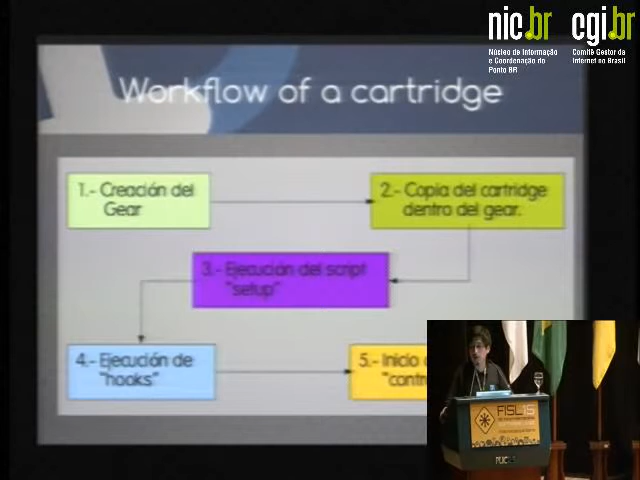 nic.br cgi.br
Núcleo de Informação
e Coordenação do
Ponto BR
Comitê Gestor da
Internet no Brasil
Workflow of a cartridge
1.- Creación del
Gear
2.- Copia del cartridge
dentro del gear.
3.- Ejecución del script
"setup"
4.- Ejecución de
"hooks"
5.- Inicio
"contr
FISL15